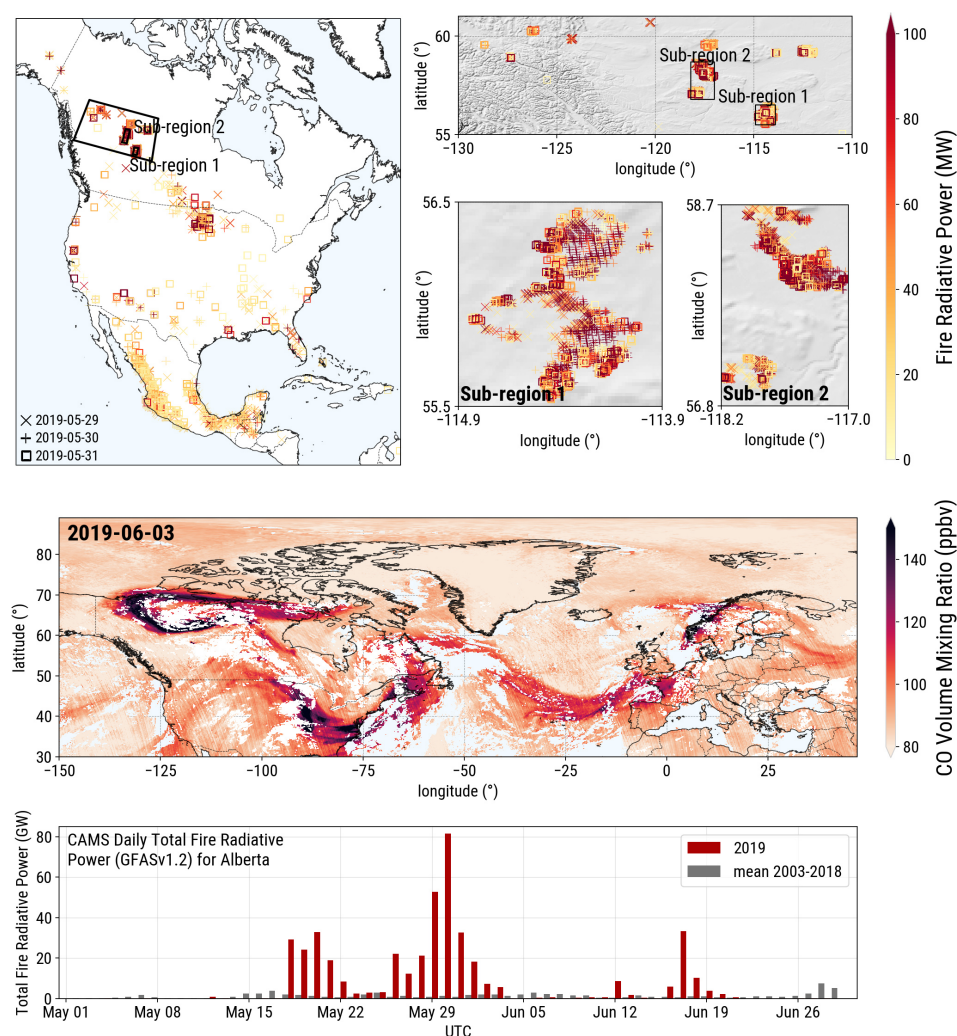 Sub-region 2
Sub-region 1
2019-05-29
2019-05-30
2019-05-31
latitude (°)
60
55
Sub-region 2
Sub-region 1
−130
−125
−120
−115
−110
longitude (°)
latitude (°)
56.5
55.5
Sub-region 1
−114.9
−113.9
longitude (°)
latitude (°)
58.7
56.8
Sub-region 2
−118.2
−117.0
longitude (°)
100
80
60
40
20
0
Fire Radiative Power (MW)
2019-06-03
latitude (°)
80
70
60
50
40
30
−150
−125
−100
−75
−50
−25
0
25
longitude (°)
140
120
100
80
CO Volume Mixing Ratio (ppbv)
Total Fire Radiative Power (GW)
80
60
40
20
0
CAMS Daily Total Fire Radiative
Power (GFASv1.2) for Alberta
2019
mean 2003-2018
May 01
May 08
May 15
May 22
May 29
Jun 05
Jun 12
Jun 19
Jun 26
UTC